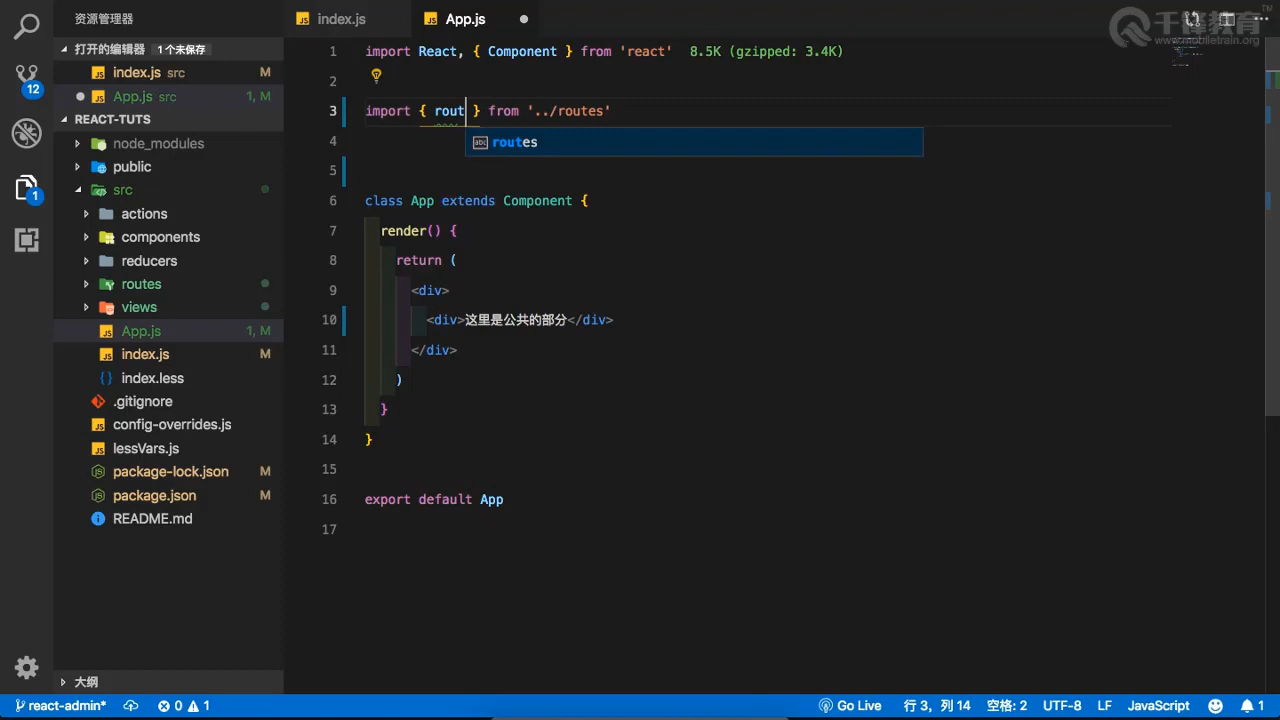 资源管理器
index.js
App.js
千锋教育
www.mobiletrain.org
打开的编辑器 1 个未保存
index.js src M
App.js src 1, M
REACT-TUTS
node_modules
public
src
actions
components
reducers
routes
views
App.js 1, M
index.js M
index.less
.gitignore
config-overrides.js
lessVars.js
package-lock.json M
package.json M
README.md
大纲
12
1
1 import React, { Component } from 'react' 8.5K (gzipped: 3.4K)
2
3 import { rout } from '../routes'
abc routes
4
5
6 class App extends Component {
7 render() {
8 return (
9 <div>
10 <div>这里是公共的部分</div>
11 </div>
12 )
13 }
14 }
15
16 export default App
17
react-admin* 0 1 Go Live 行 3，列 14 空格: 2 UTF-8 LF JavaScript 1